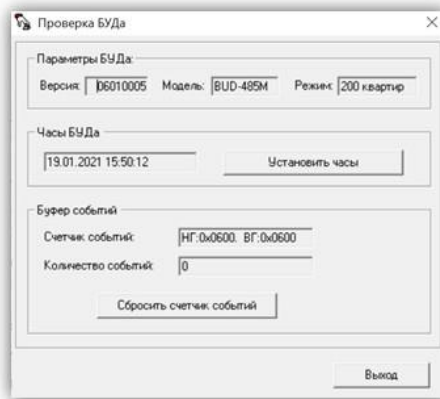 Проверка БУДа
Параметры БУДа:
Версия: 06010005 Модель: BUD-485M Режим: 200 квартир
Часы БУДа
19.01.2021 15:50:12 Установить часы
Буфер событий
Счетчик событий: НГ:0x0600. ВГ:0x0600
Количество событий: 0
Сбросить счетчик событий
Выход